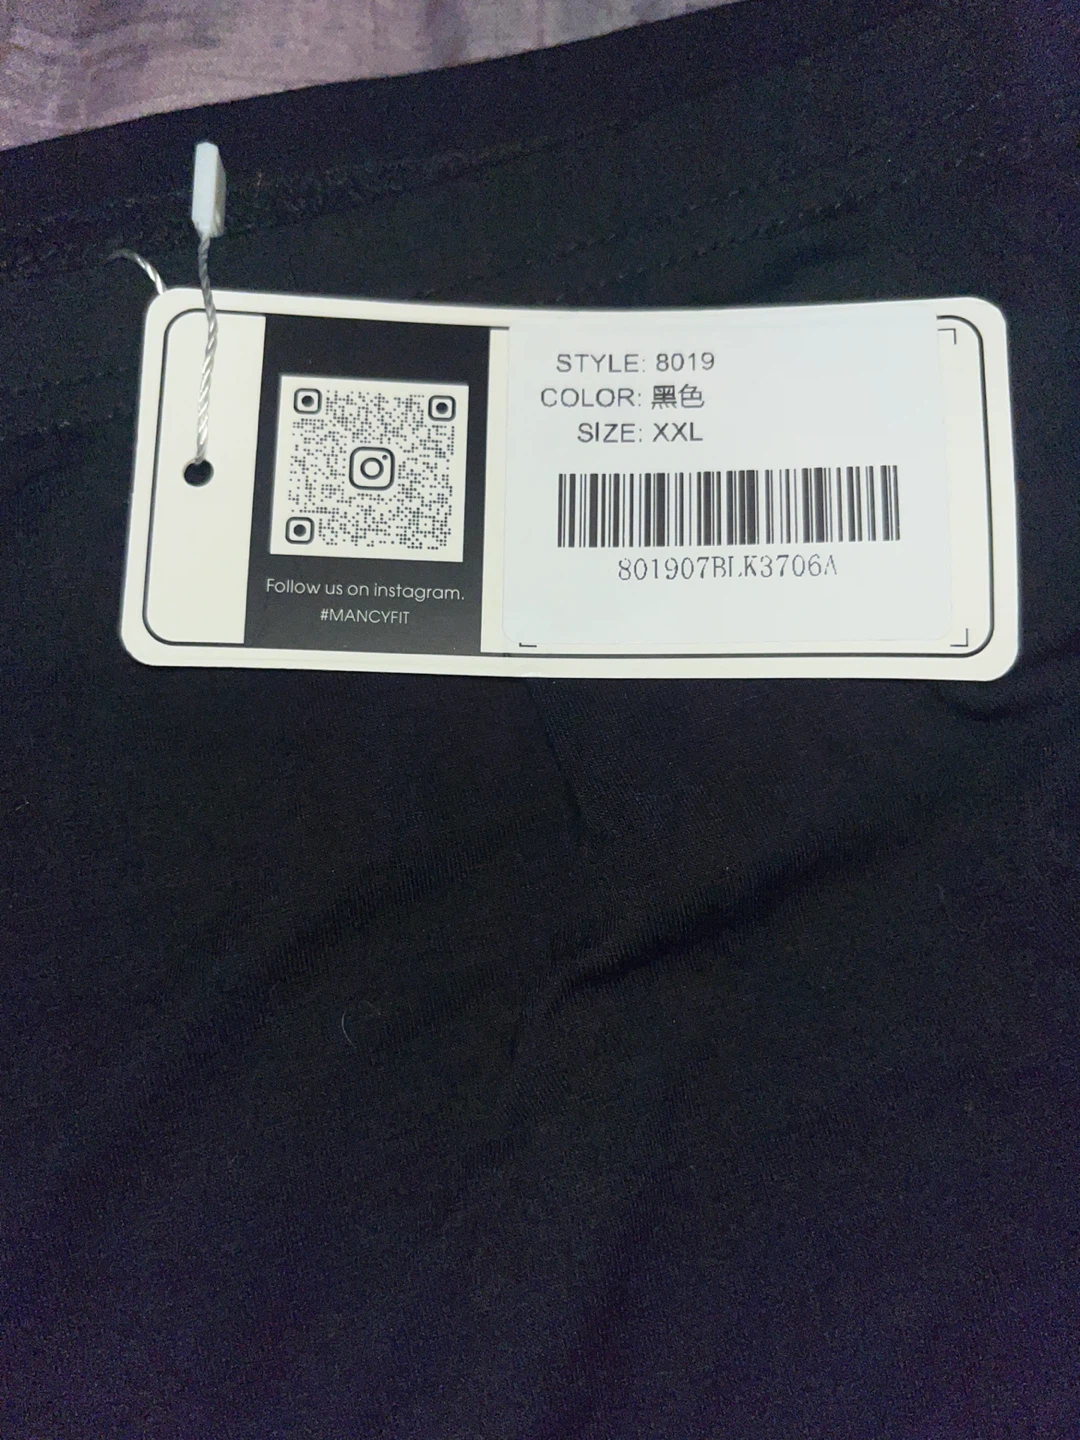 Follow us on instagram.
#MANCYFIT
STYLE: 8019
COLOR: 黑色
SIZE: XXL
801907BLK3706A